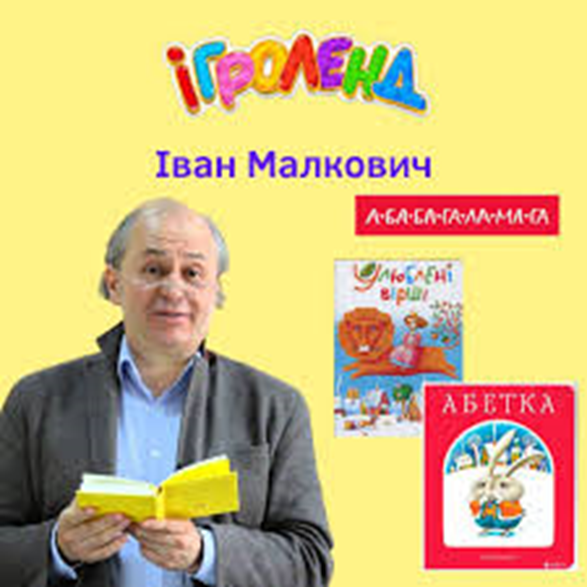 ігроленд
Іван Малкович
А-БА-БА-ГА-ЛА-МА-ГА
Улюблені
вірші
АБЕТКА